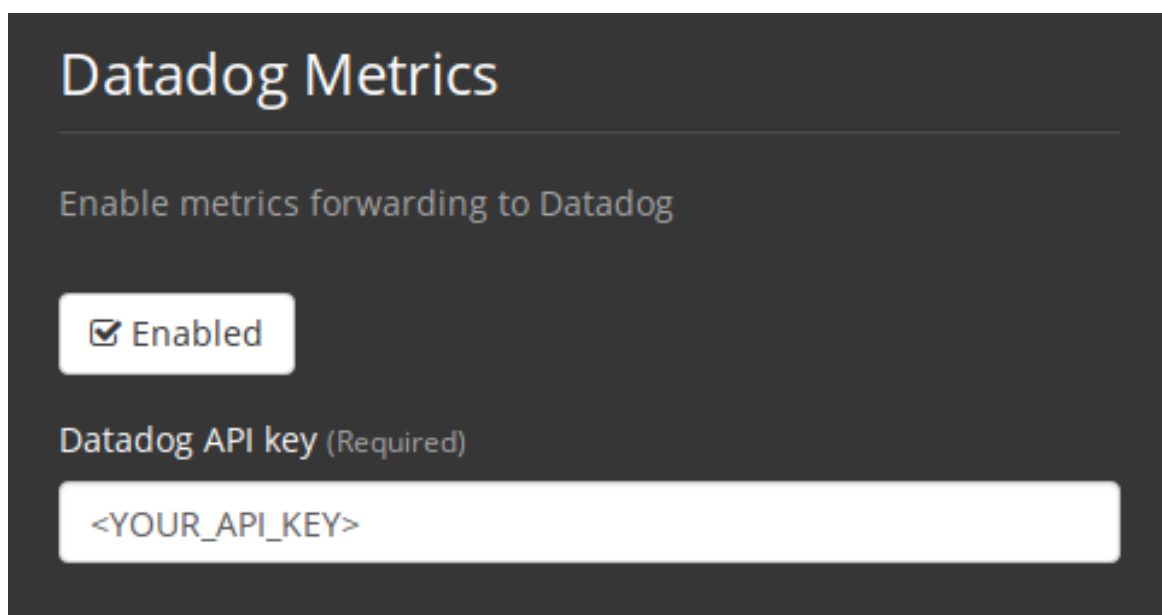 Datadog Metrics
Enable metrics forwarding to Datadog
Enabled
Datadog API key (Required)
<YOUR_API_KEY>